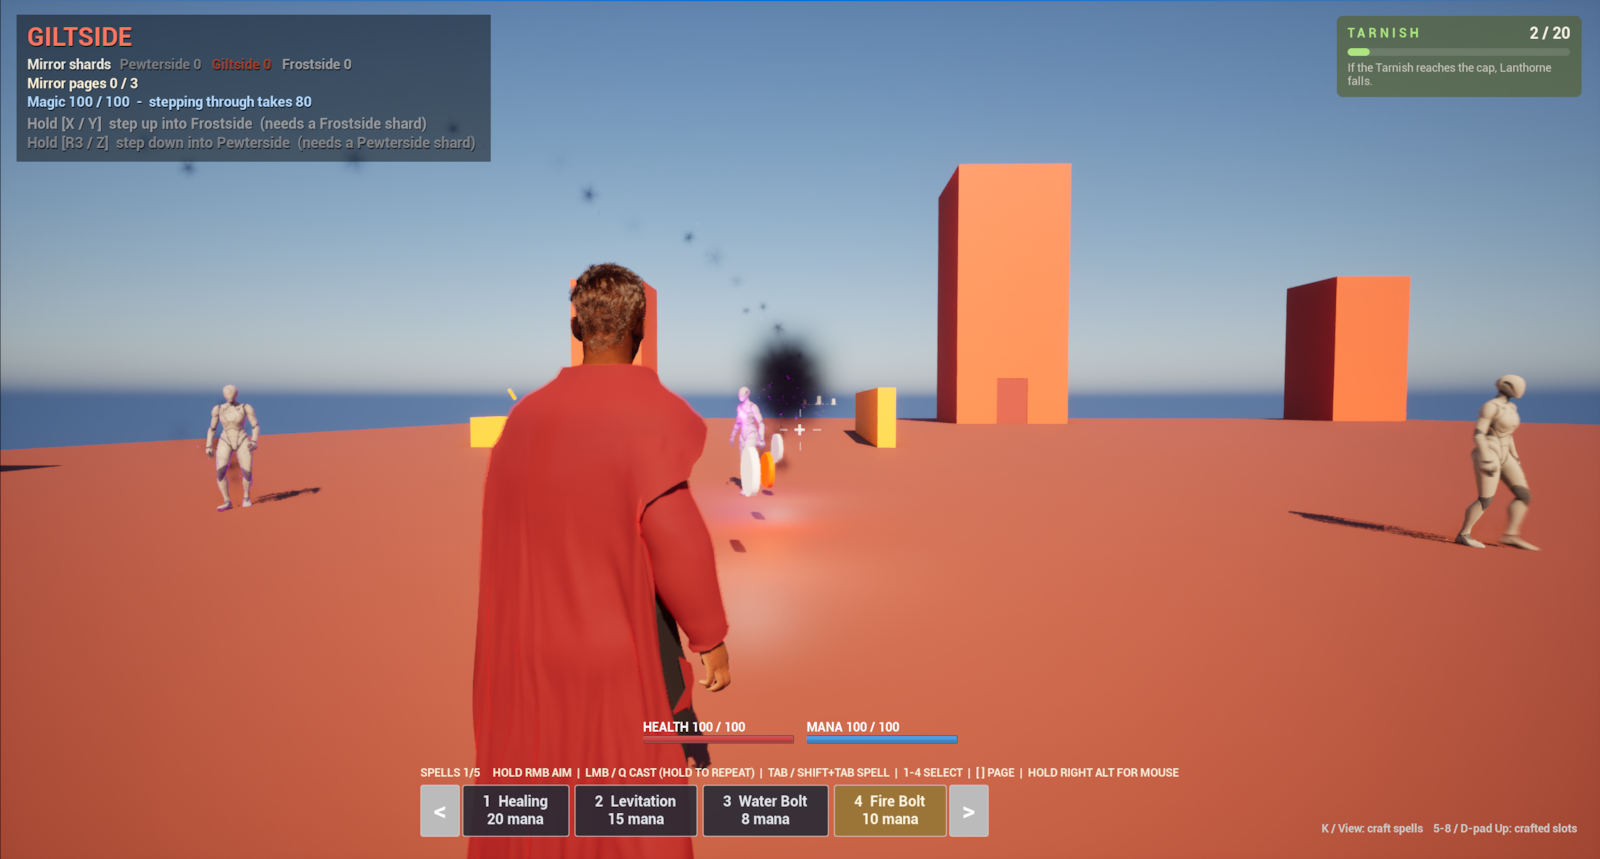 GILTSIDE
Mirror shards Pewterside 0 Giltside 0 Frostside 0
Mirror pages 0 / 3
Magic 100 / 100 - stepping through takes 80
Hold [X / Y] step up into Frostside (needs a Frostside shard)
Hold [R3 / Z] step down into Pewterside (needs a Pewterside shard)
TARNISH 2 / 20
If the Tarnish reaches the cap, Lanthorne
falls.
HEALTH 100 / 100 MANA 100 / 100
SPELLS 1/5 HOLD RMB AIM | LMB / Q CAST (HOLD TO REPEAT) | TAB / SHIFT+TAB SPELL | 1-4 SELECT | [ ] PAGE | HOLD RIGHT ALT FOR MOUSE
< 1 Healing 2 Levitation 3 Water Bolt 4 Fire Bolt >
20 mana 15 mana 8 mana 10 mana
K / View: craft spells 5-8 / D-pad Up: crafted slots